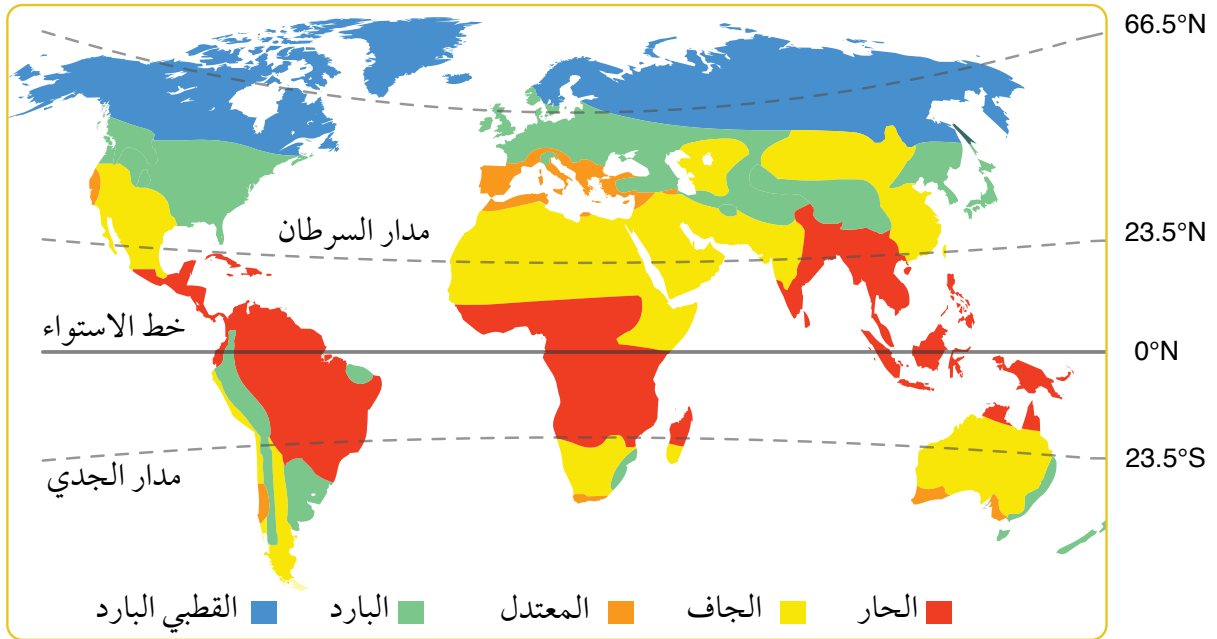 66.5°N
مدار السرطان
23.5°N
خط الاستواء
0°N
مدار الجدي
23.5°S
الحار
الجاف
المعتدل
البارد
القطبي البارد